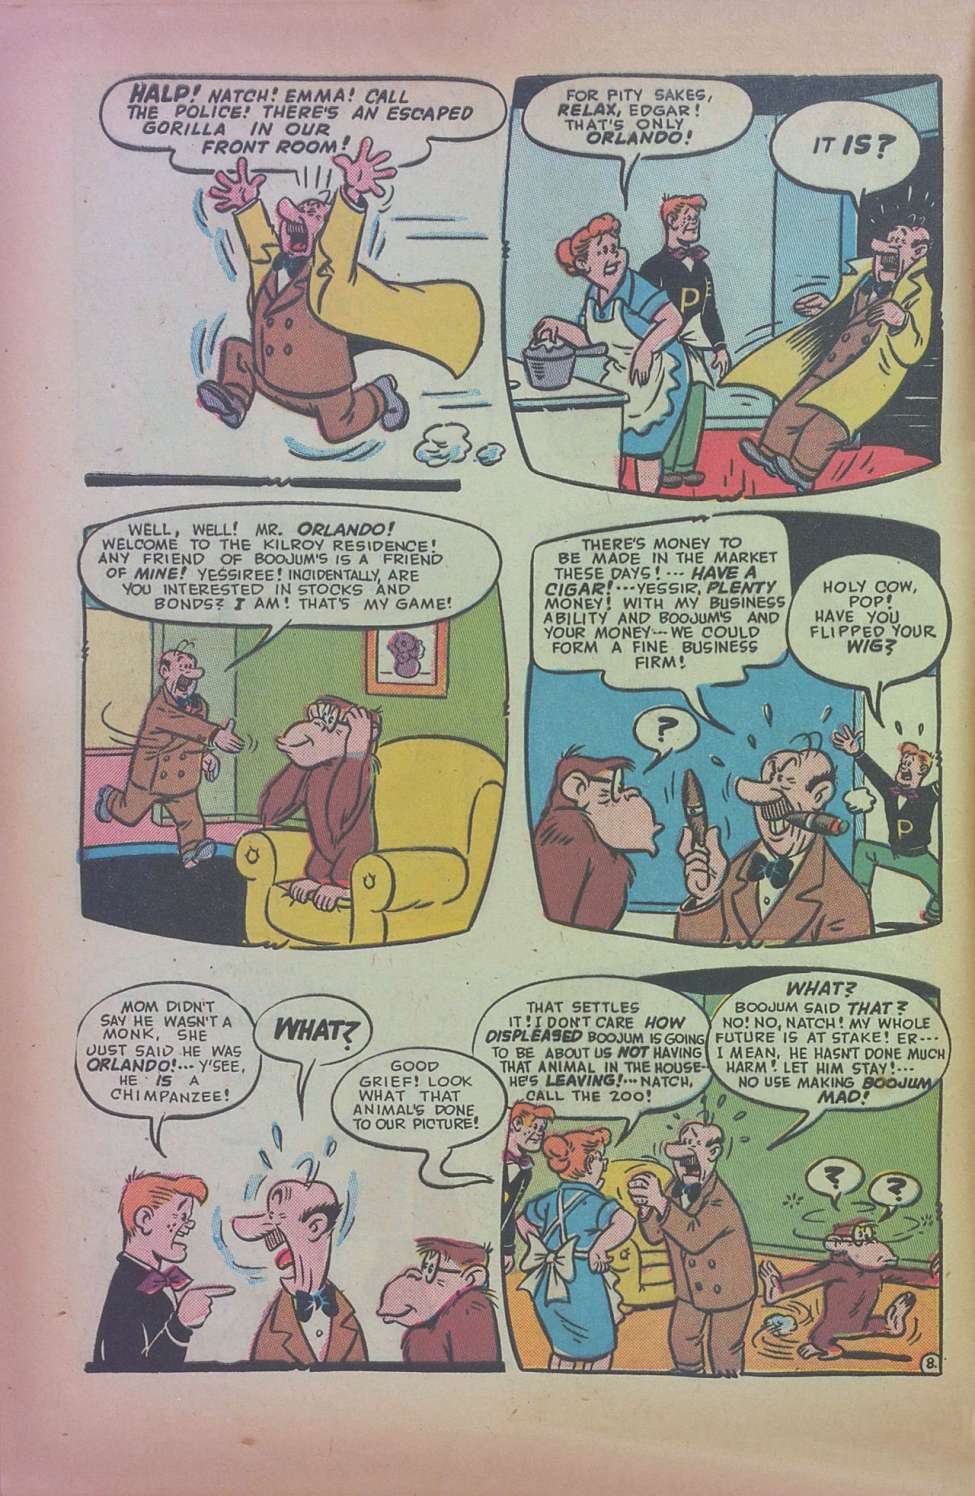 HALP! NATCH! EMMA! CALL
THE POLICE! THERE'S AN ESCAPED
GORILLA IN OUR
FRONT ROOM!
FOR PITY SAKES,
RELAX, EDGAR!
THAT'S ONLY
ORLANDO!
IT IS?
P
WELL, WELL! MR. ORLANDO!
WELCOME TO THE KILROY RESIDENCE!
ANY FRIEND OF BOOJUM'S IS A FRIEND
OF MINE! YESSIREE! INCIDENTALLY, ARE
YOU INTERESTED IN STOCKS AND
BONDS? I AM! THAT'S MY GAME!
THERE'S MONEY TO
BE MADE IN THE MARKET
THESE DAYS!... HAVE A
CIGAR!...YESSIR, PLENTY
MONEY! WITH MY BUSINESS
ABILITY AND BOOJUM'S AND
YOUR MONEY--WE COULD
FORM A FINE BUSINESS
FIRM!
HOLY COW,
POP!
HAVE YOU
FLIPPED YOUR
WIG?
?
P
MOM DIDN'T
SAY HE WASN'T A
MONK, SHE
JUST SAID HE WAS
ORLANDO!... Y'SEE,
HE IS A
CHIMPANZEE!
WHAT?
GOOD
GRIEF! LOOK
WHAT THAT
ANIMAL'S DONE
TO OUR PICTURE!
THAT SETTLES
IT! I DON'T CARE HOW
DISPLEASED BOOJUM IS GOING
TO BE ABOUT US NOT HAVING
THAT ANIMAL IN THE HOUSE--
HE'S LEAVING!... NATCH,
CALL THE ZOO!
WHAT?
BOOJUM SAID THAT?
NO! NO, NATCH! MY WHOLE
FUTURE IS AT STAKE! ER---
I MEAN, HE HASN'T DONE MUCH
HARM! LET HIM STAY!...
NO USE MAKING BOOJUM
MAD!
?
?
8.